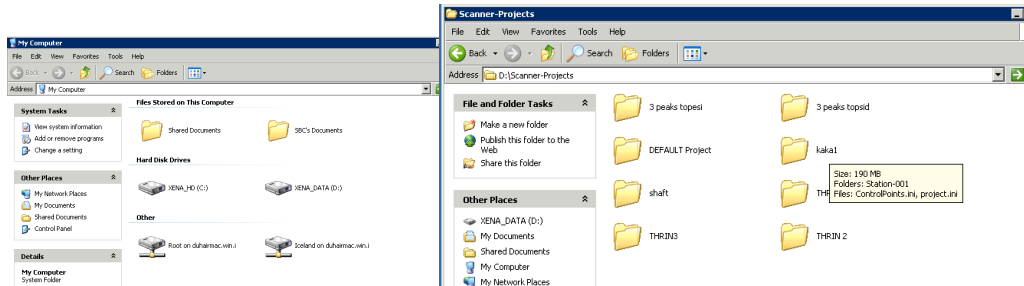 My Computer
File Edit View Favorites Tools Help
Back Search Folders
Address My Computer
System Tasks
View system information
Add or remove programs
Change a setting
Other Places
My Network Places
My Documents
Shared Documents
Control Panel
Details
My Computer
System Folder
Files Stored on This Computer
Shared Documents SBC's Documents
Hard Disk Drives
XENA_HD (C:) XENA_DATA (D:)
Other
Root on duhairmac.win.i Iceland on duhairmac.win.i
Scanner-Projects
File Edit View Favorites Tools Help
Back Search Folders
Address D:\Scanner-Projects
File and Folder Tasks
Make a new folder
Publish this folder to the
Web
Share this folder
Other Places
XENA_DATA (D:)
My Documents
Shared Documents
My Computer
My Network Places
3 peaks topesi 3 peaks topsid
DEFAULT Project kaka1
Size: 190 MB
Folders: Station-001
Files: ControlPoints.ini, project.ini
shaft THR
THRIN3 THRIN 2